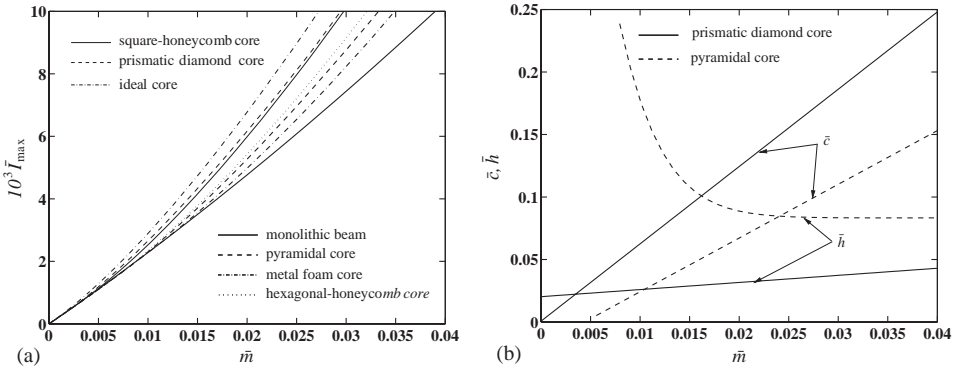 10
8
6
4
2
0
10³ Ī max
square-honeycomb core
prismatic diamond core
ideal core
monolithic beam
pyramidal core
metal foam core
hexagonal-honeycomb core
0 0.005 0.01 0.015 0.02 0.025 0.03 0.035 0.04
(a) m̄
0.25
0.20
0.15
0.10
0.05
0
c̄, h̄
prismatic diamond core
pyramidal core
c̄
h̄
0 0.005 0.01 0.015 0.02 0.025 0.03 0.035 0.04
(b) m̄